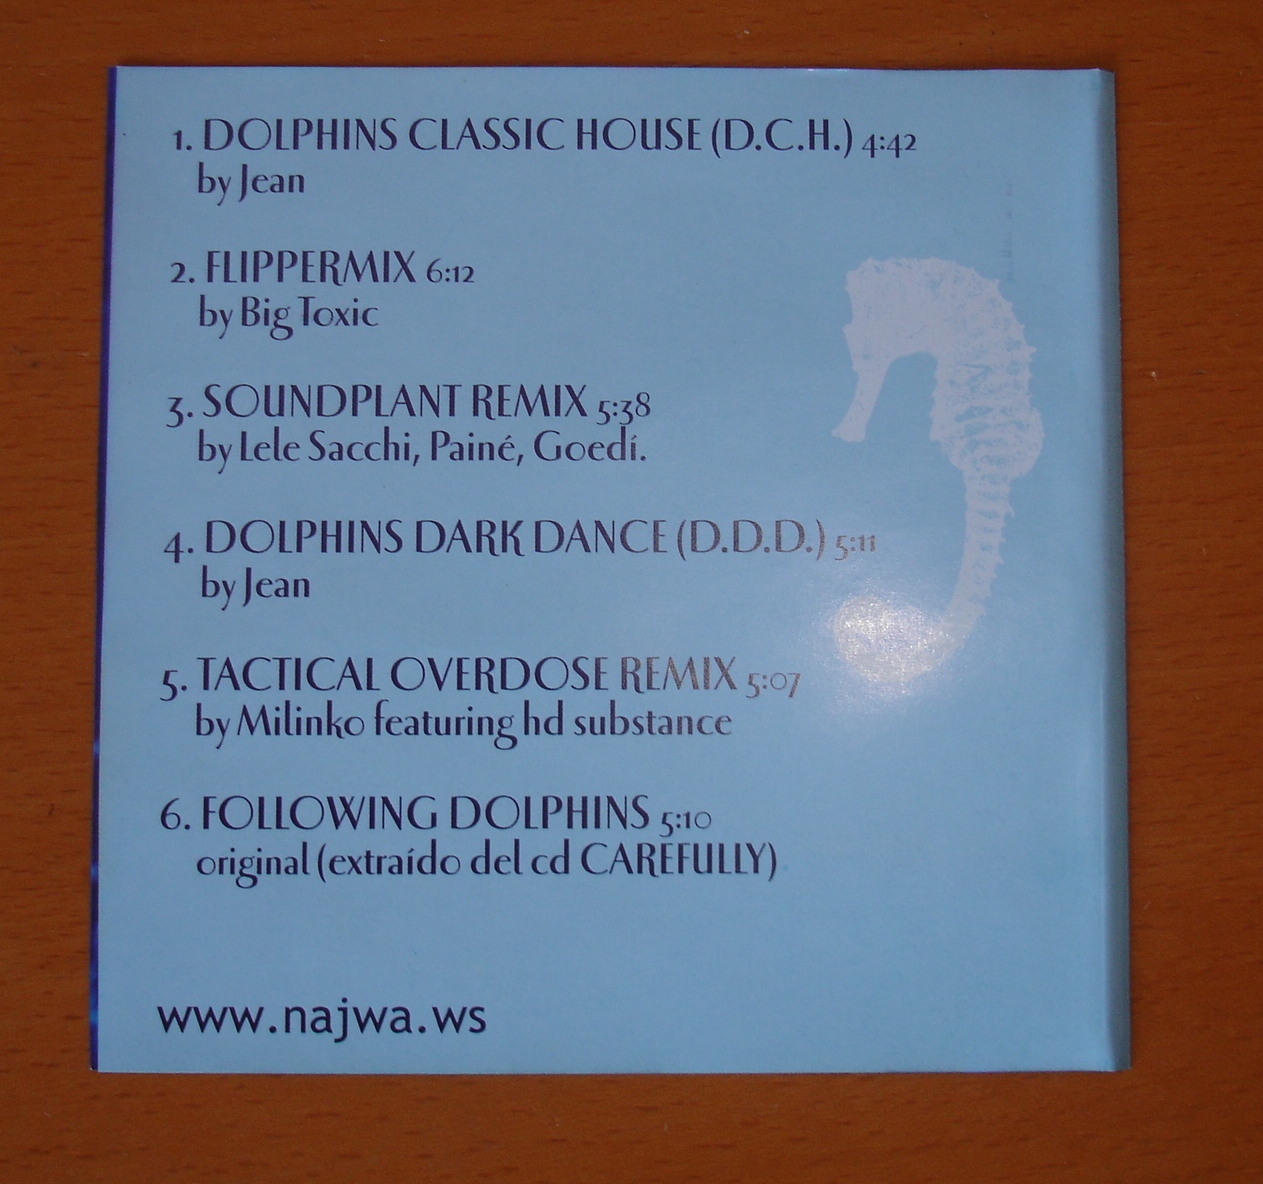 1. DOLPHINS CLASSIC HOUSE (D.C.H.) 4:42
by Jean
2. FLIPPERMIX 6:12
by Big Toxic
3. SOUNDPLANT REMIX 5:38
by Lele Sacchi, Painé, Goedí.
4. DOLPHINS DARK DANCE (D.D.D.) 5:11
by Jean
5. TACTICAL OVERDOSE REMIX 5:07
by Milinko featuring hd substance
6. FOLLOWING DOLPHINS 5:10
original (extraído del cd CAREFULLY)
www.najwa.ws